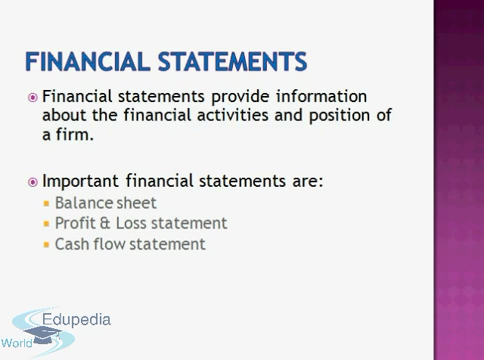 FINANCIAL STATEMENTS
Financial statements provide information
about the financial activities and position of
a firm.
Important financial statements are:
Balance sheet
Profit & Loss statement
Cash flow statement
Edupedia
World